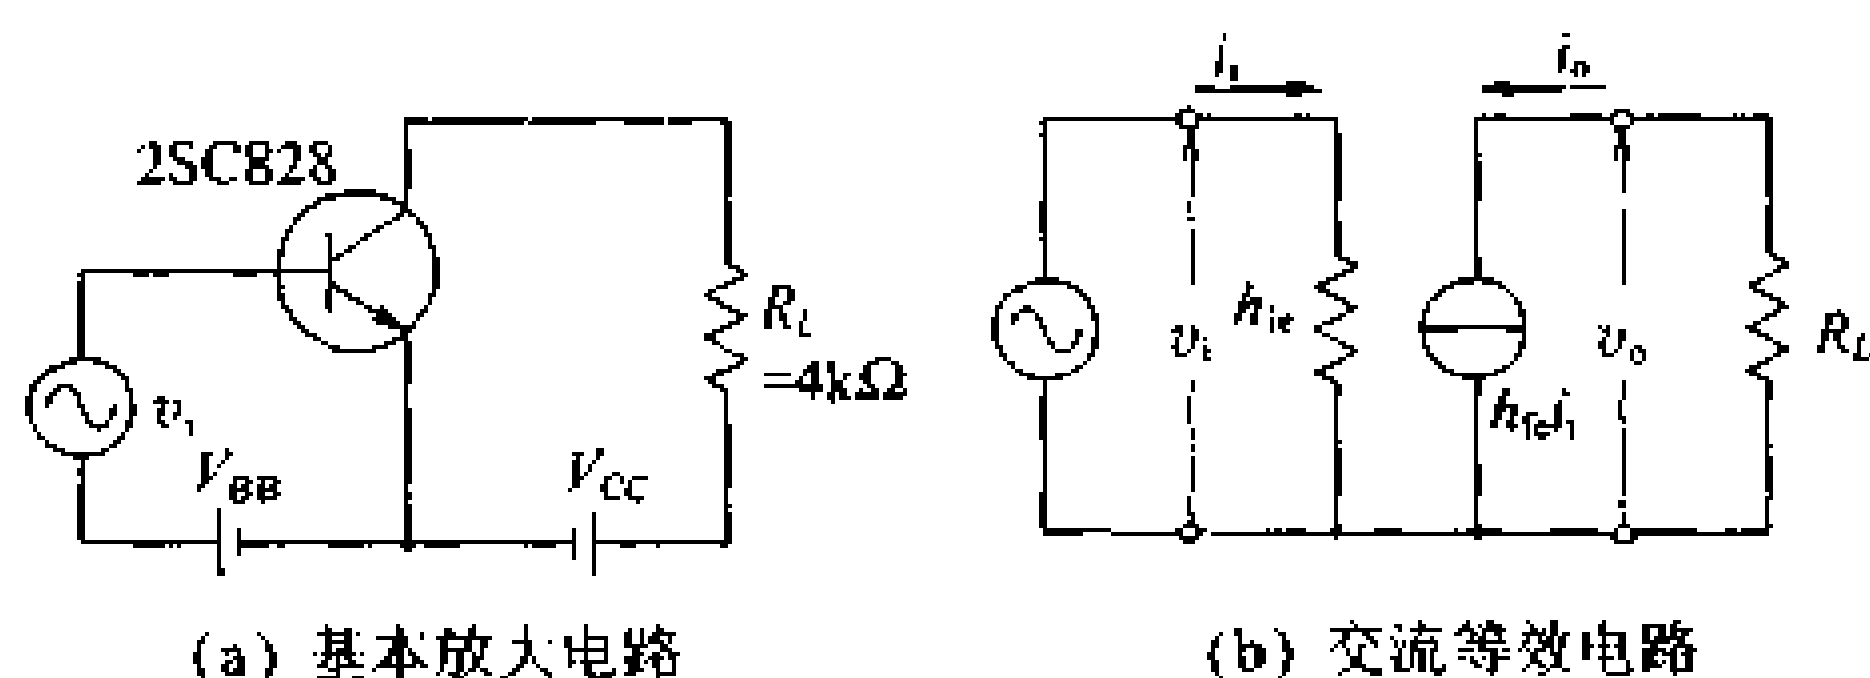 2SC828
R_L
=4kΩ
v_i
V_BB
V_CC
(a) 基本放大电路
i_i
i_o
v_i
h_ie
h_fe i_i
v_o
R_L
(b) 交流等效电路